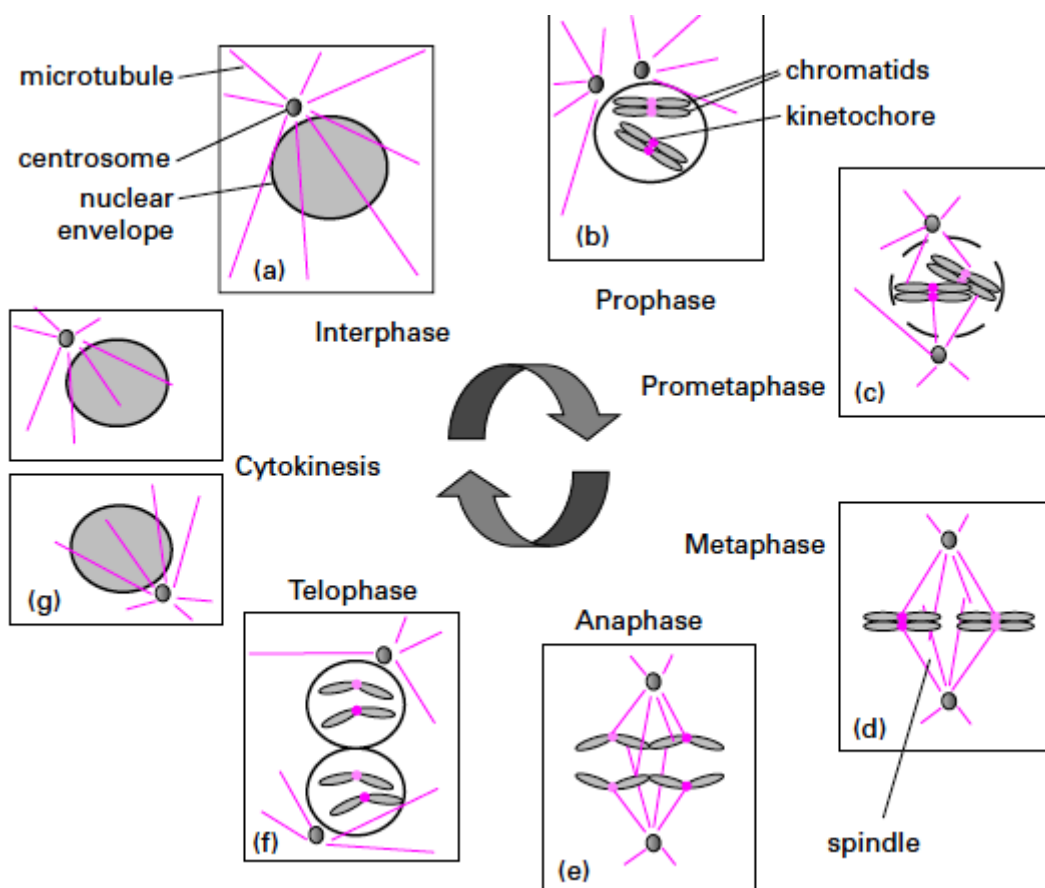 microtubule
centrosome
nuclear
envelope
(a)
Interphase
chromatids
kinetochore
(b)
Prophase
Prometaphase
(c)
Metaphase
(d)
spindle
Anaphase
(e)
Telophase
(f)
Cytokinesis
(g)